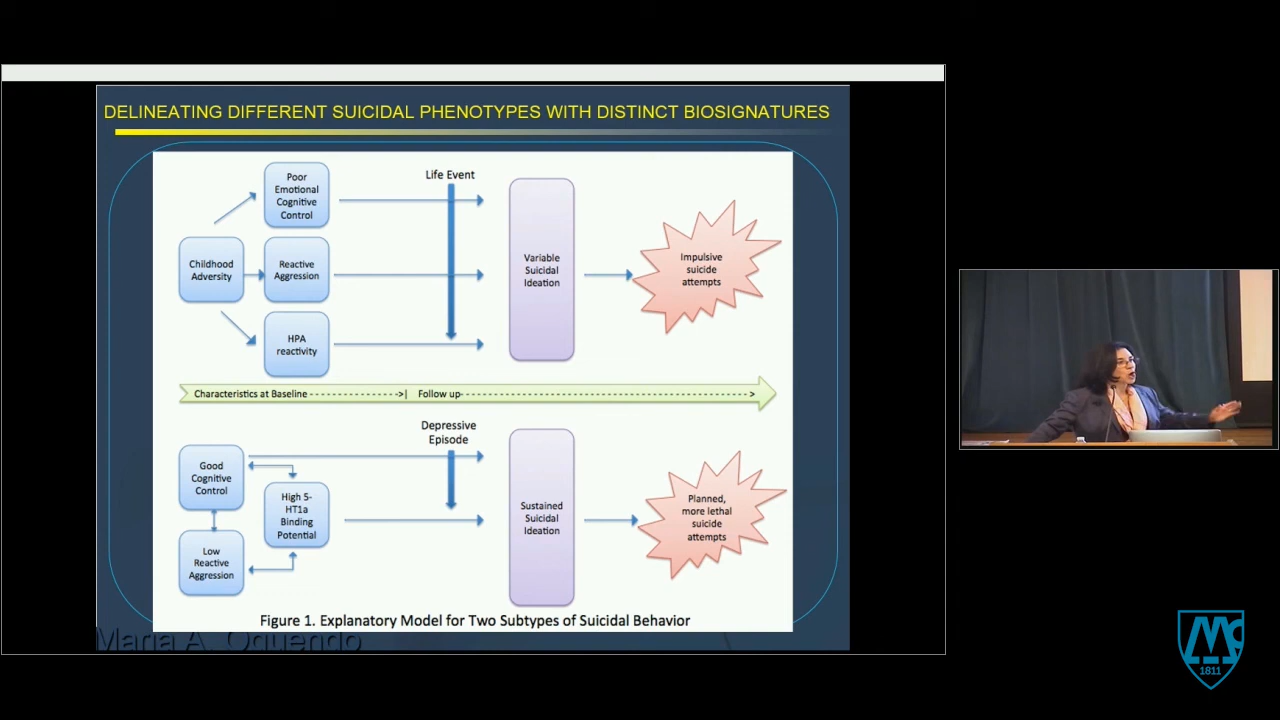 DELINEATING DIFFERENT SUICIDAL PHENOTYPES WITH DISTINCT BIOSIGNATURES
Poor
Emotional
Cognitive
Control
Life Event
Childhood
Adversity
Reactive
Aggression
Variable
Suicidal
Ideation
Impulsive
suicide
attempts
HPA
reactivity
Characteristics at Baseline ------------------->| Follow up------------------------------------------------------------------>
Depressive
Episode
Good
Cognitive
Control
High 5-
HT1a
Binding
Potential
Low
Reactive
Aggression
Sustained
Suicidal
Ideation
Planned,
more lethal
suicide
attempts
Figure 1. Explanatory Model for Two Subtypes of Suicidal Behavior
Maria A. Oquendo
1811